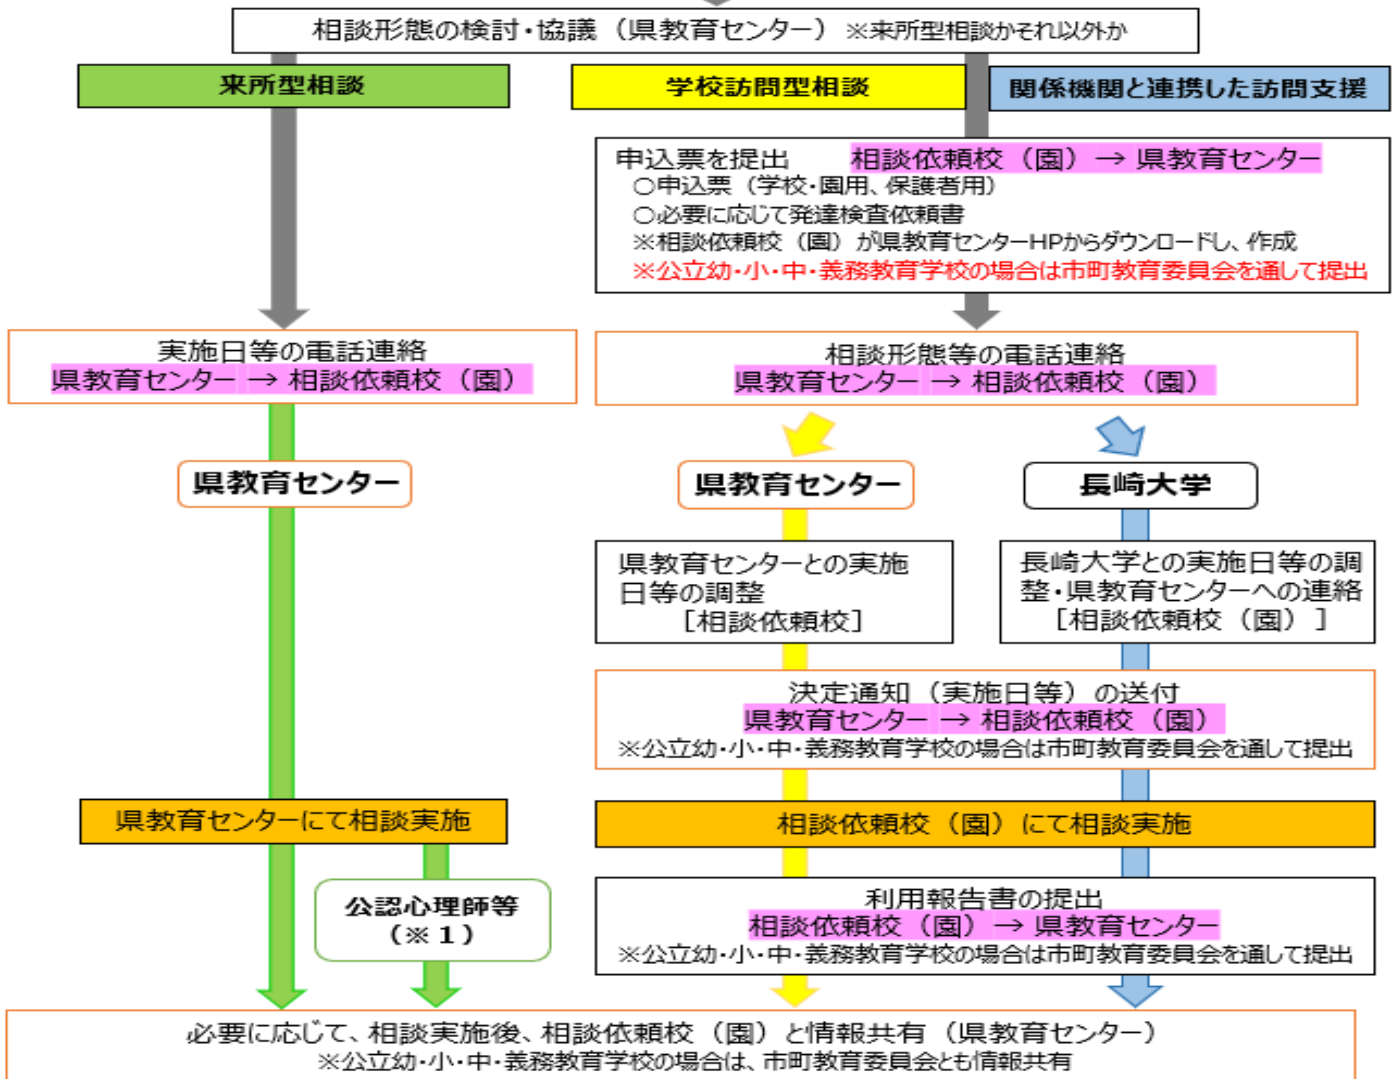 相談形態の検討・協議（県教育センター）※来所型相談かそれ以外か
来所型相談
学校訪問型相談
関係機関と連携した訪問支援
申込票を提出　相談依頼校（園）→ 県教育センター
○申込票（学校・園用、保護者用）
○必要に応じて発達検査依頼書
※相談依頼校（園）が県教育センターHPからダウンロードし、作成
※公立幼・小・中・義務教育学校の場合は市町教育委員会を通して提出
実施日等の電話連絡
県教育センター → 相談依頼校（園）
相談形態等の電話連絡
県教育センター → 相談依頼校（園）
県教育センター
県教育センター
長崎大学
県教育センターとの実施
日等の調整
［相談依頼校］
長崎大学との実施日等の調
整・県教育センターへの連絡
［相談依頼校（園）］
決定通知（実施日等）の送付
県教育センター → 相談依頼校（園）
※公立幼・小・中・義務教育学校の場合は市町教育委員会を通して提出
県教育センターにて相談実施
相談依頼校（園）にて相談実施
公認心理師等
（※１）
利用報告書の提出
相談依頼校（園）→ 県教育センター
※公立幼・小・中・義務教育学校の場合は市町教育委員会を通して提出
必要に応じて、相談実施後、相談依頼校（園）と情報共有（県教育センター）
※公立幼・小・中・義務教育学校の場合は、市町教育委員会とも情報共有